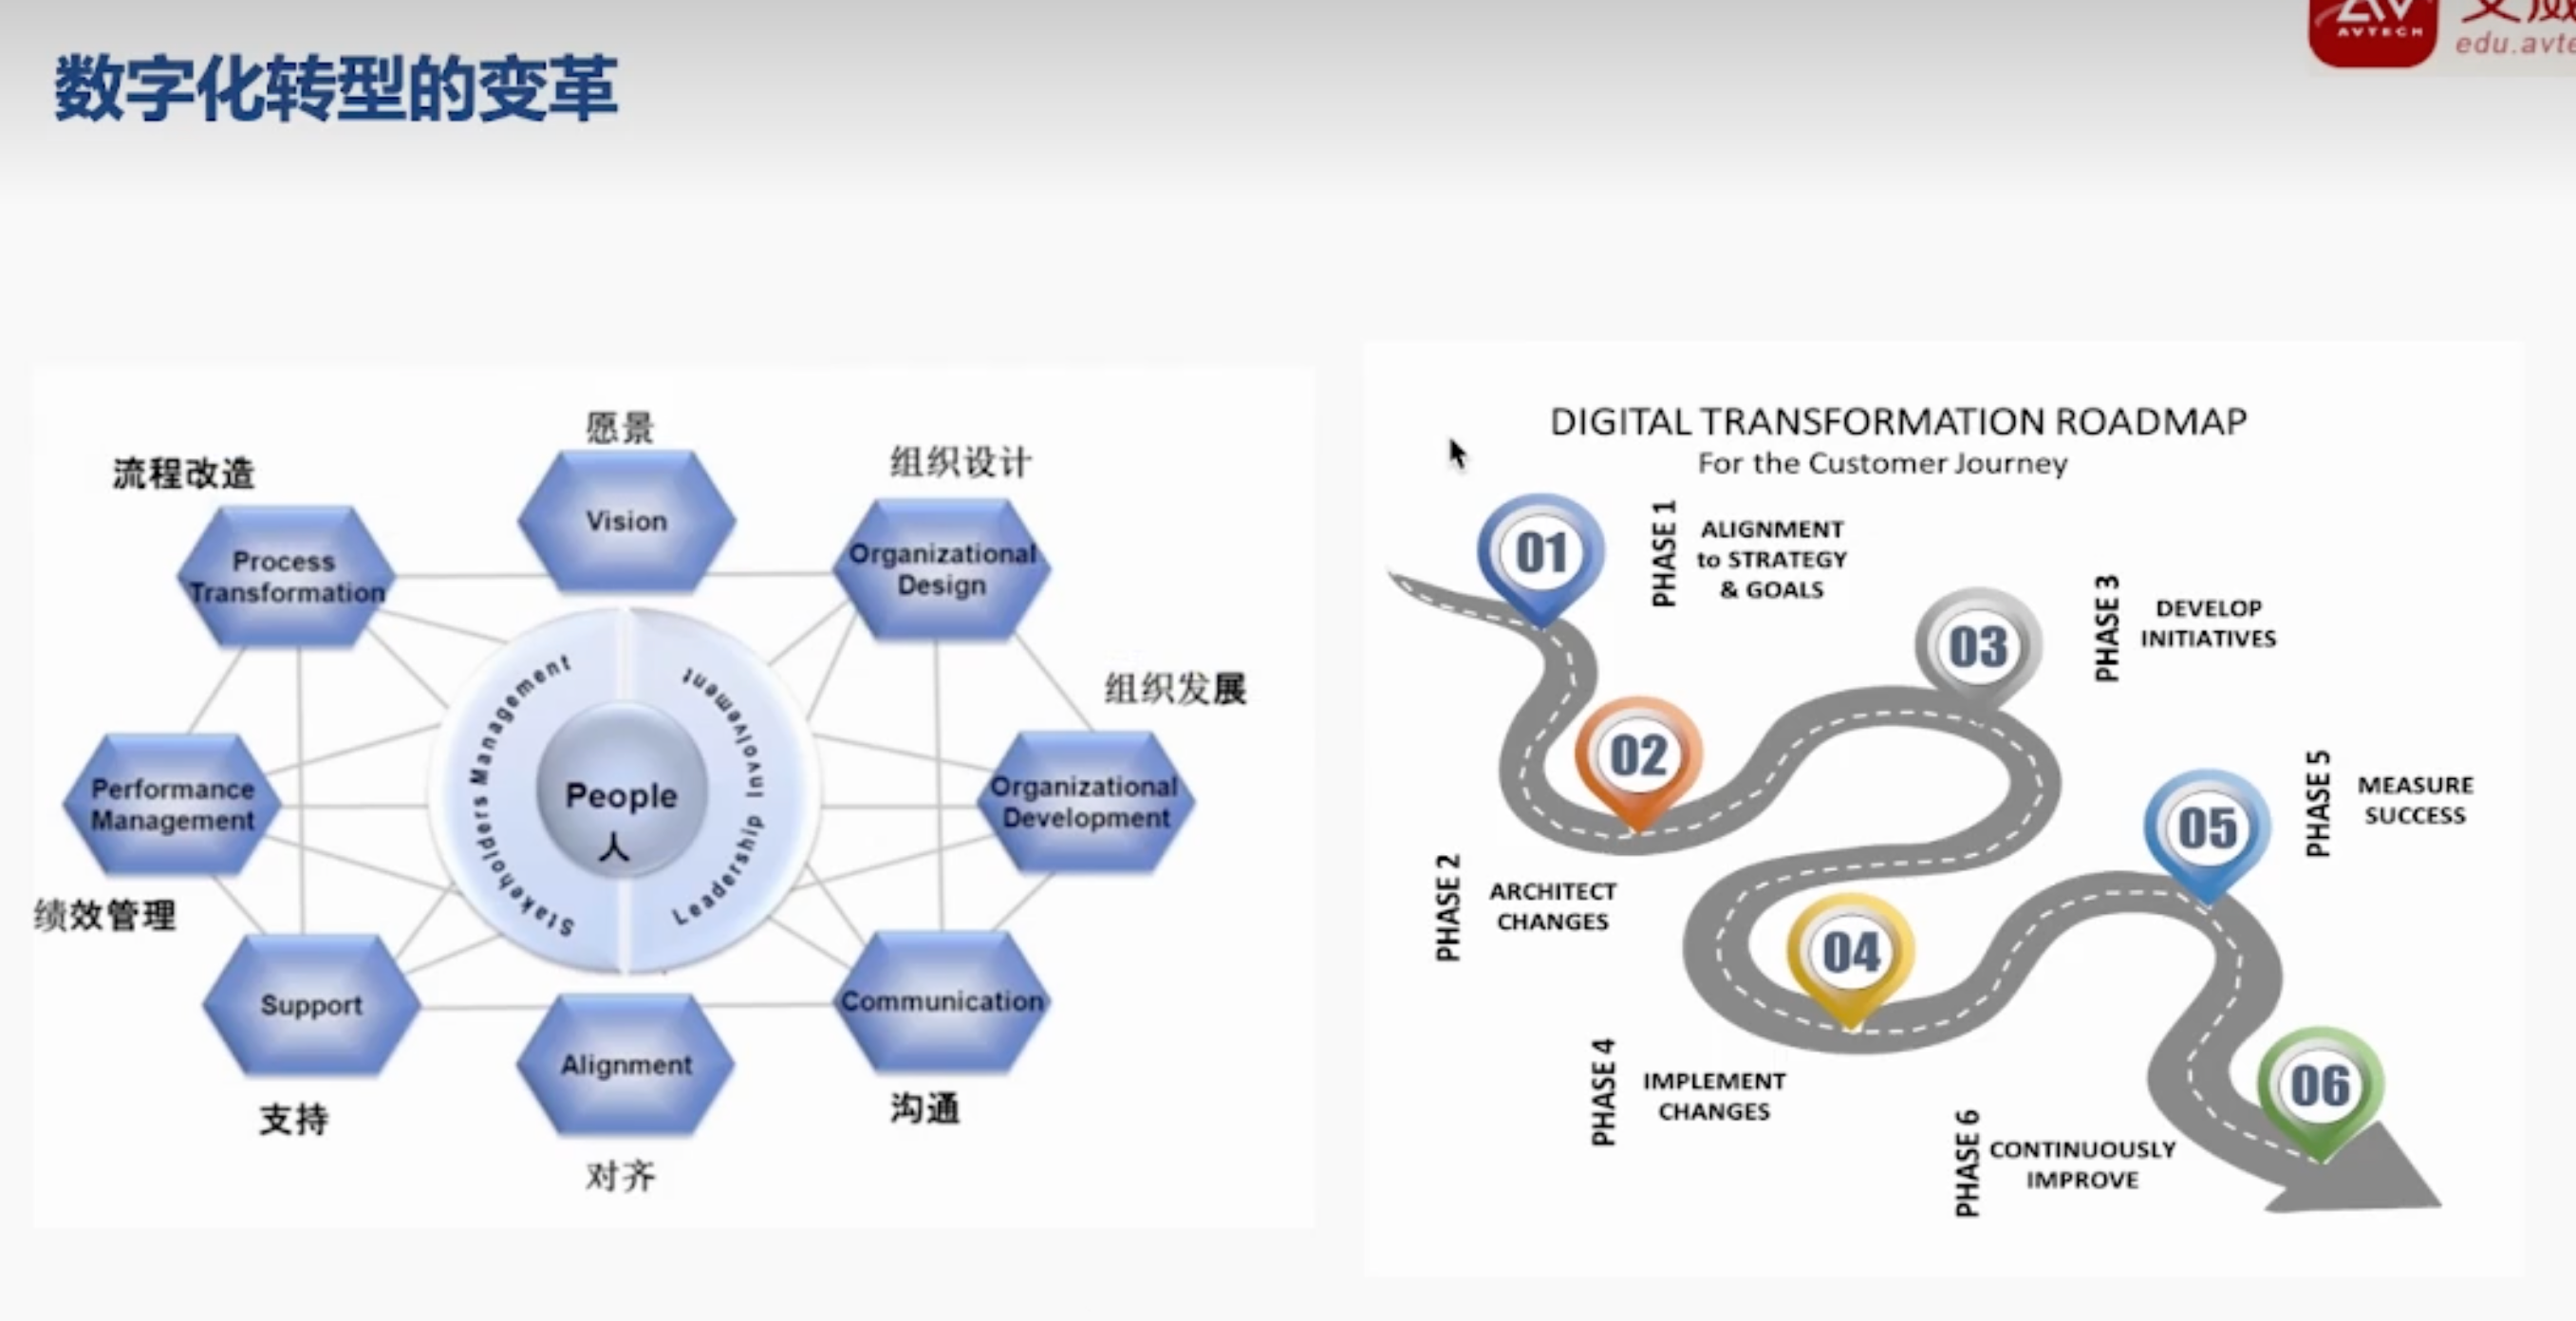 数字化转型的变革
AVTECH
愿景
Vision
流程改造
Process
Transformation
组织设计
Organizational
Design
组织发展
Organizational
Development
Performance
Management
绩效管理
Stakeholders Management
Leadership Involvement
People
人
Support
支持
Alignment
对齐
Communication
沟通
DIGITAL TRANSFORMATION ROADMAP
For the Customer Journey
01
PHASE 1
ALIGNMENT
to STRATEGY
& GOALS
02
PHASE 2
ARCHITECT
CHANGES
03
PHASE 3
DEVELOP
INITIATIVES
04
PHASE 4
IMPLEMENT
CHANGES
05
PHASE 5
MEASURE
SUCCESS
06
PHASE 6
CONTINUOUSLY
IMPROVE